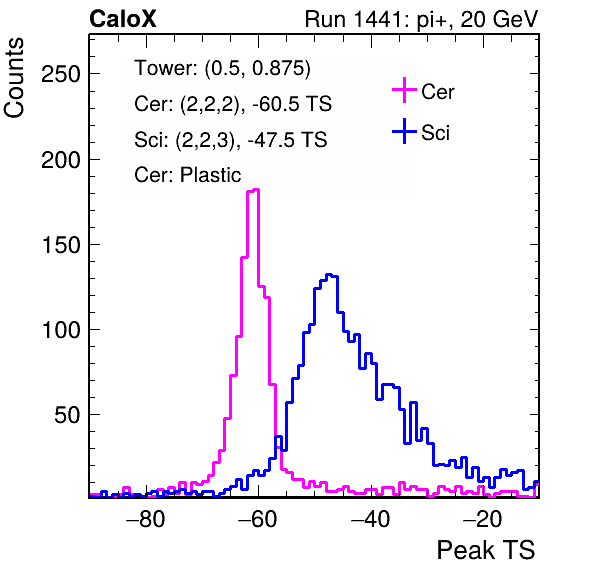 CaloX Run 1441: pi+, 20 GeV
Counts
Tower: (0.5, 0.875)
Cer: (2,2,2), -60.5 TS
Sci: (2,2,3), -47.5 TS
Cer: Plastic
Cer
Sci
250
200
150
100
50
−80 −60 −40 −20
Peak TS